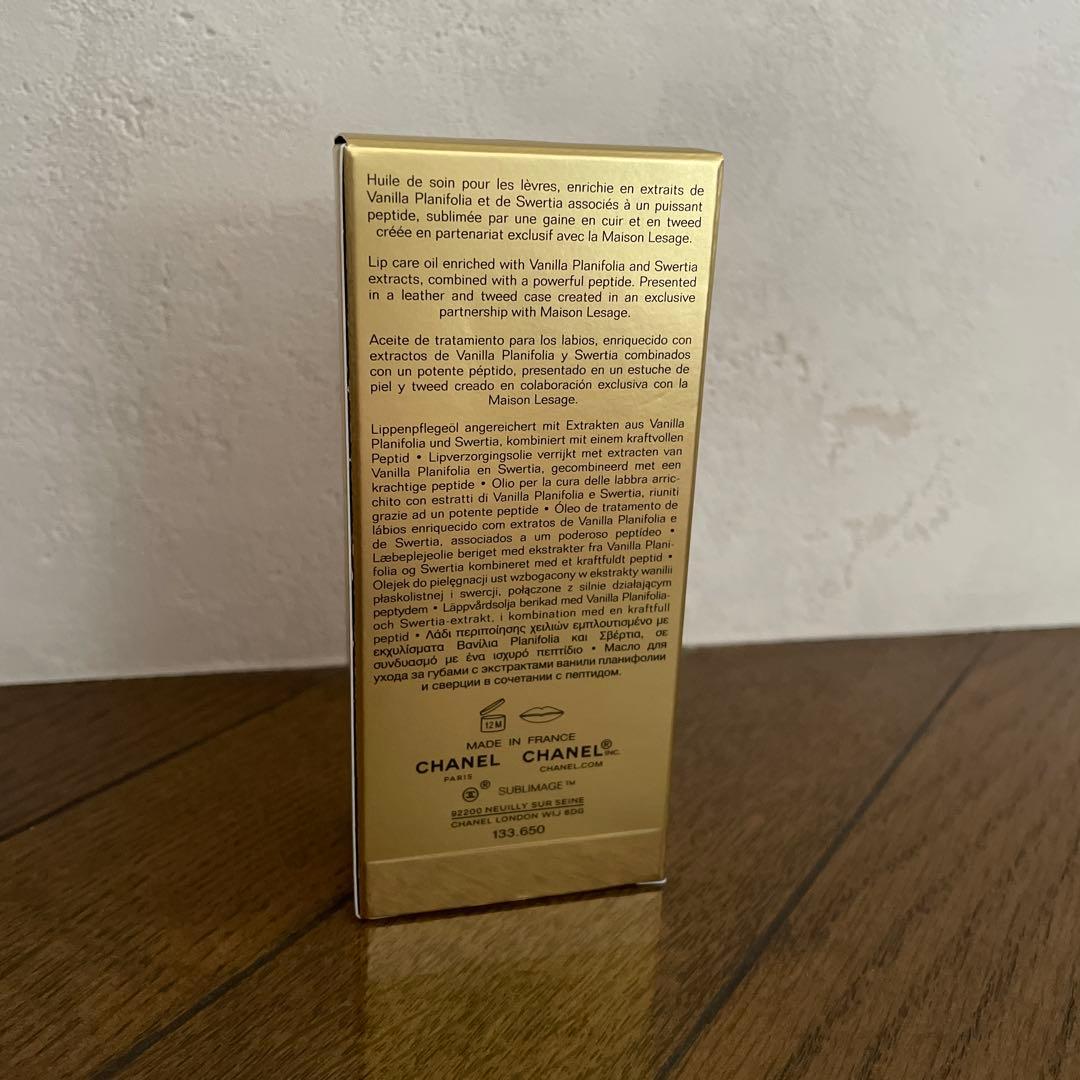 Huile de soin pour les lèvres, enrichie en extraits de
Vanilla Planifolia et de Swertia associés à un puissant
peptide, sublimée par une gaine en cuir et en tweed
créée en partenariat exclusif avec la Maison Lesage.
Lip care oil enriched with Vanilla Planifolia and Swertia
extracts, combined with a powerful peptide. Presented
in a leather and tweed case created in an exclusive
partnership with Maison Lesage.
Aceite de tratamiento para los labios, enriquecido con
extractos de Vanilla Planifolia y Swertia combinados
con un potente péptido, presentado en un estuche de
piel y tweed creado en colaboración exclusiva con la
Maison Lesage.
Lippenpflegeöl angereichert mit Extrakten aus Vanilla
Planifolia und Swertia, kombiniert mit einem kraftvollen
Peptid • Lipverzorgingsolie verrijkt met extracten van
Vanilla Planifolia en Swertia, gecombineerd met een
krachtige peptide • Olio per la cura delle labbra arric-
chito con estratti di Vanilla Planifolia e Swertia, riuniti
grazie ad un potente peptide • Óleo de tratamento de
lábios enriquecido com extratos de Vanilla Planifolia e
de Swertia, associados a um poderoso peptídeo •
Læbeplejeolie beriget med ekstrakter fra Vanilla Plani-
folia og Swertia kombineret med et kraftfuldt peptid •
Olejek do pielęgnacji ust wzbogacony w ekstrakty wanilii
płaskolistnej i swercji, połączone z silnie działającym
peptydem • Läppvårdsolja berikad med Vanilla Planifolia-
och Swertia-extrakt, i kombination med en kraftfull
peptid • Λάδι περιποίησης χειλιών εμπλουτισμένο με
εκχυλίσματα Βανίλια Planifolia και Σβέρτια, σε
συνδυασμό με ένα ισχυρό πεπτίδιο • Масло для
ухода за губами с экстрактами ванили планифолии
и сверции в сочетании с пептидом.
12M
MADE IN FRANCE
CHANEL CHANEL® INC.
PARIS CHANEL.COM
® SUBLIMAGE™
92200 NEUILLY SUR SEINE
CHANEL LONDON W1J 6DG
133.650